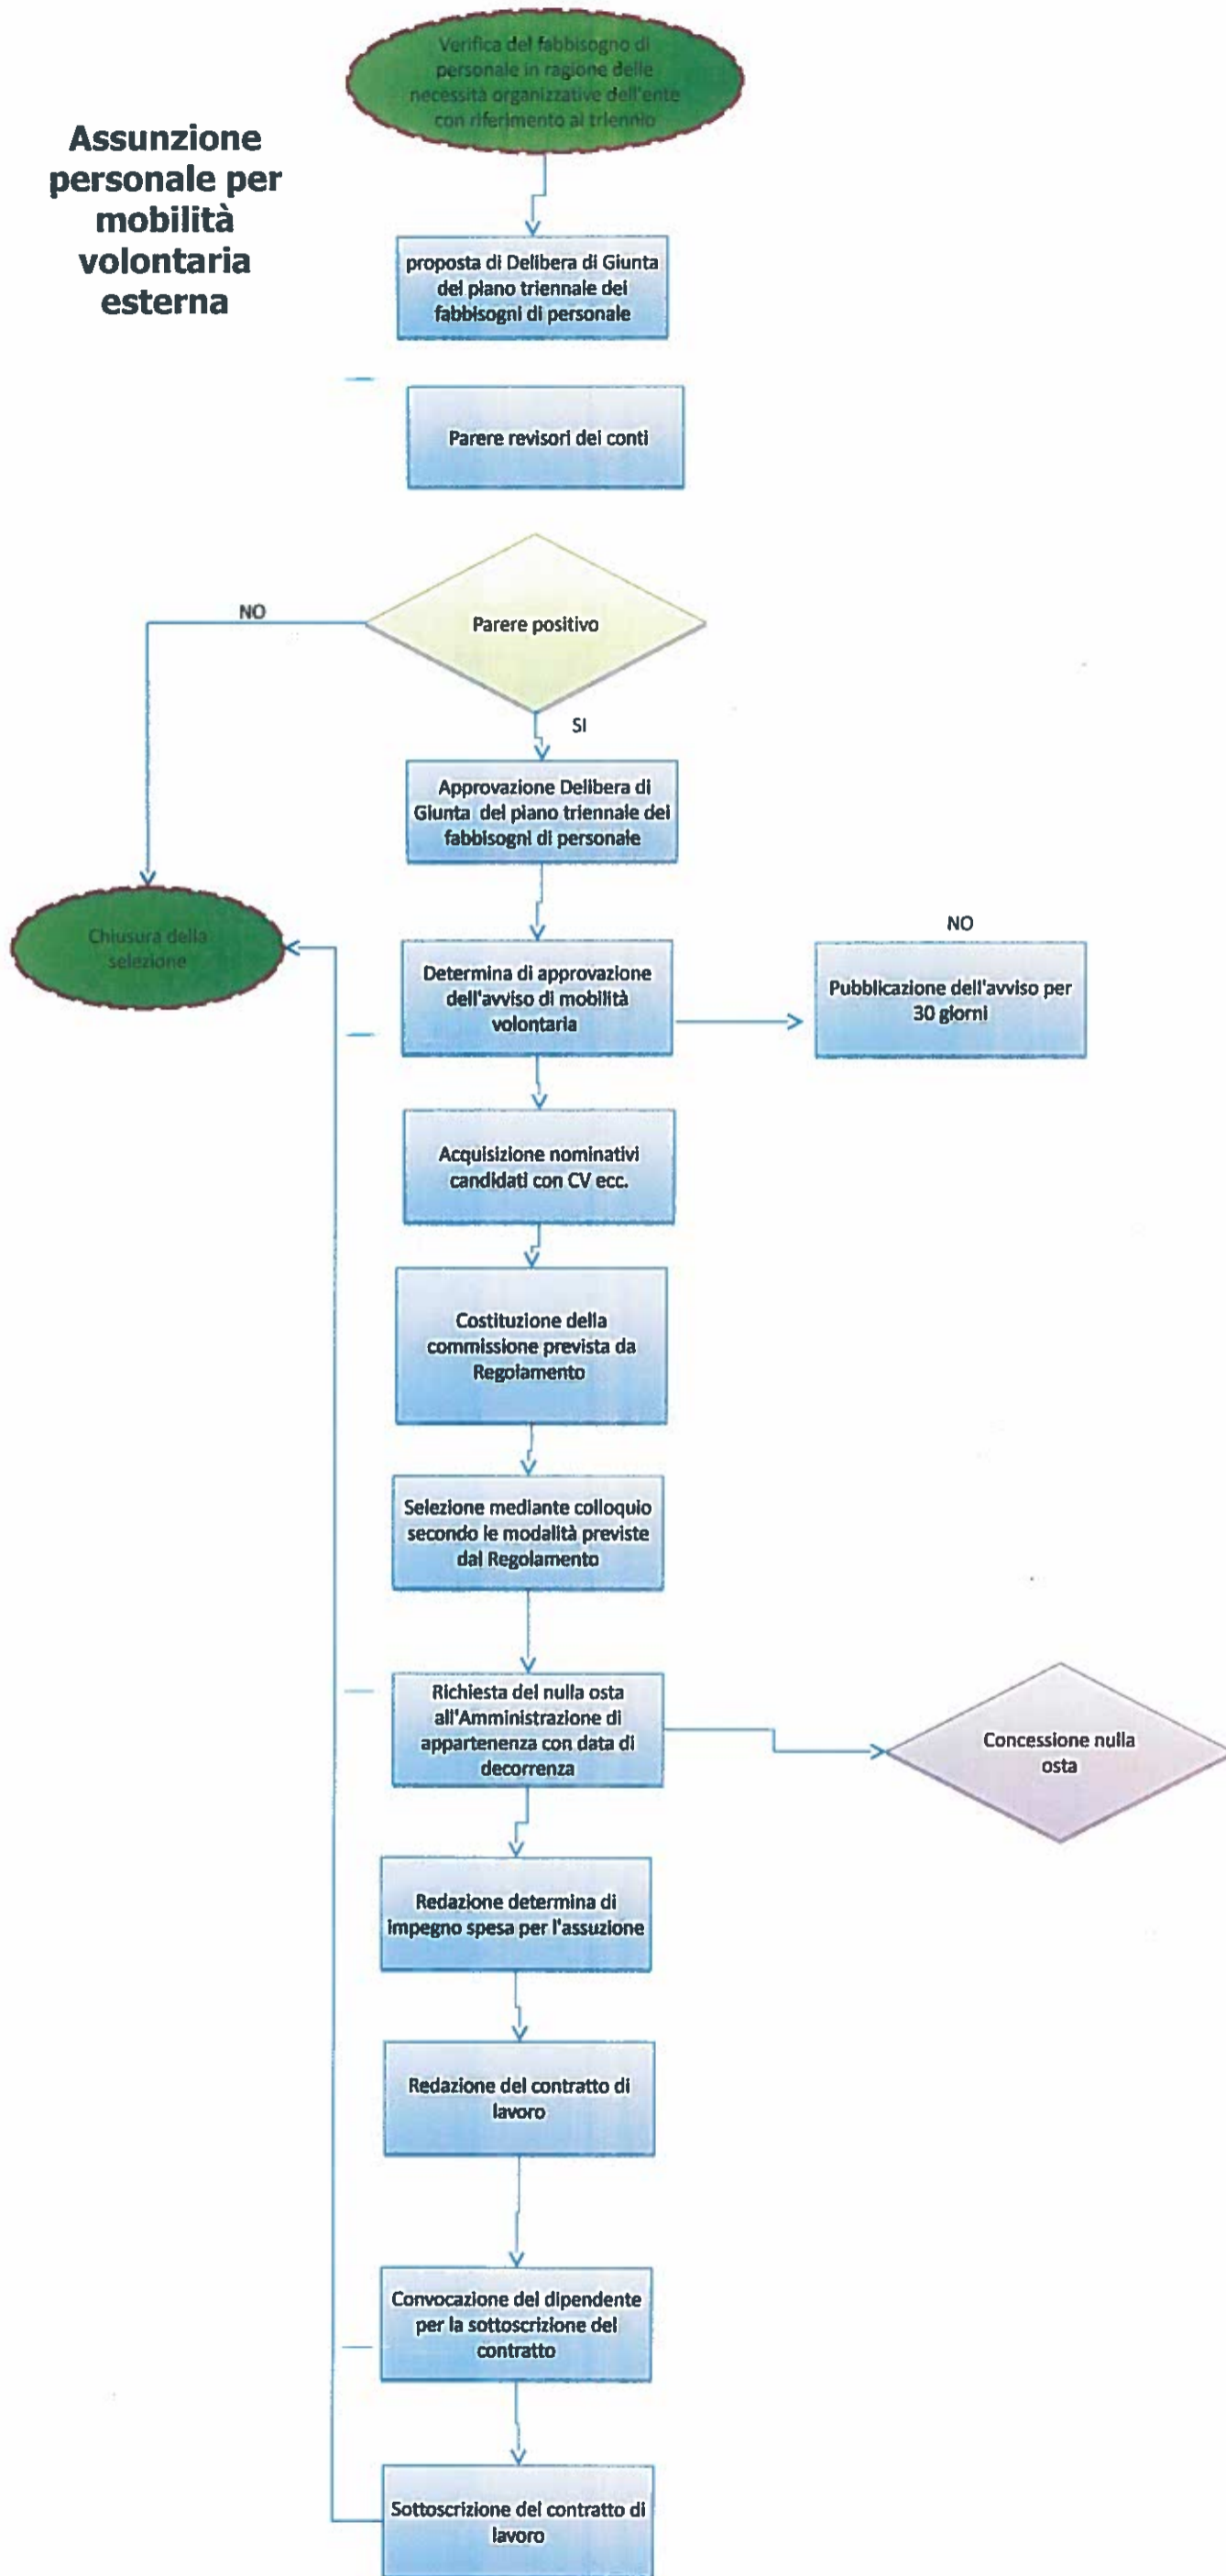 Verifica del fabbisogno di
personale in ragione delle
necessità organizzative dell'ente
con riferimento al triennio
Assunzione
personale per
mobilità
volontaria
esterna
proposta di Delibera di Giunta
del piano triennale dei
fabbisogni di personale
Parere revisori dei conti
Parere positivo
NO
SI
Approvazione Delibera di
Giunta del piano triennale dei
fabbisogni di personale
Chiusura della
selezione
Determina di approvazione
dell'avviso di mobilità
volontaria
NO
Pubblicazione dell'avviso per
30 giorni
Acquisizione nominativi
candidati con CV ecc.
Costituzione della
commissione prevista da
Regolamento
Selezione mediante colloquio
secondo le modalità previste
dal Regolamento
Richiesta del nulla osta
all'Amministrazione di
appartenenza con data di
decorrenza
Concessione nulla
osta
Redazione determina di
impegno spesa per l'assuzione
Redazione del contratto di
lavoro
Convocazione del dipendente
per la sottoscrizione del
contratto
Sottoscrizione del contratto di
lavoro